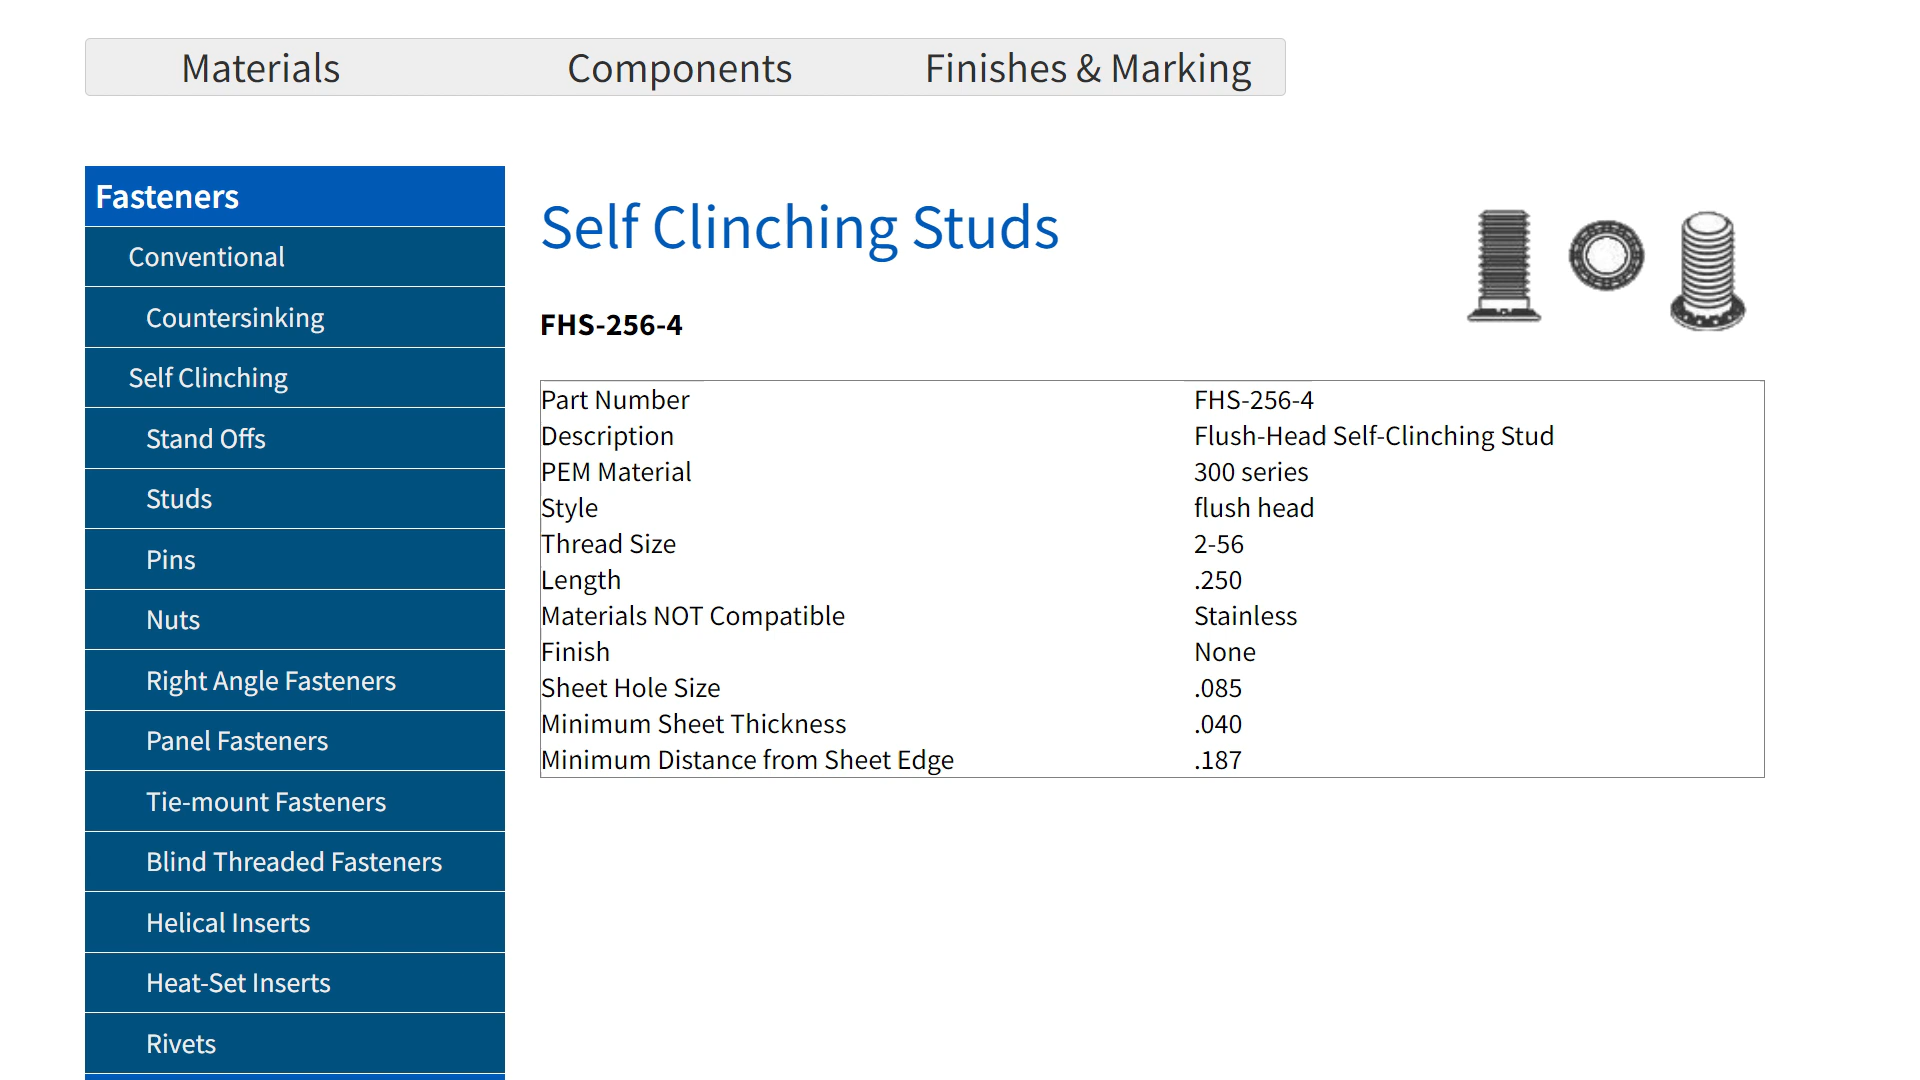 Materials Components Finishes & Marking
Fasteners
Conventional
Countersinking
Self Clinching
Stand Offs
Studs
Pins
Nuts
Right Angle Fasteners
Panel Fasteners
Tie-mount Fasteners
Blind Threaded Fasteners
Helical Inserts
Heat-Set Inserts
Rivets
Self Clinching Studs
FHS-256-4
Part Number FHS-256-4
Description Flush-Head Self-Clinching Stud
PEM Material 300 series
Style flush head
Thread Size 2-56
Length .250
Materials NOT Compatible Stainless
Finish None
Sheet Hole Size .085
Minimum Sheet Thickness .040
Minimum Distance from Sheet Edge .187